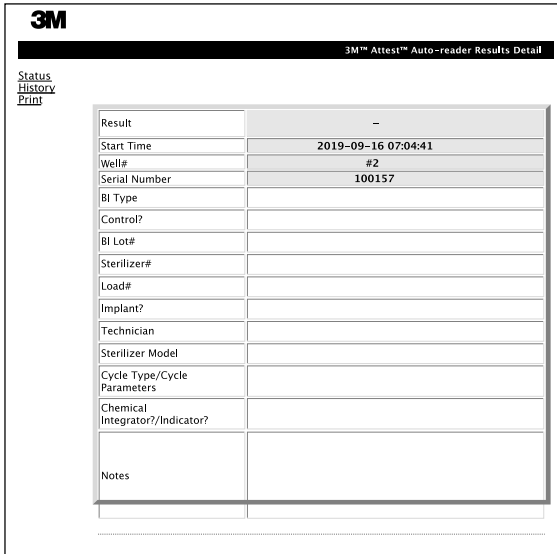 3M
3M™ Attest™ Auto-reader Results Detail
Status
History
Print
Result –
Start Time 2019-09-16 07:04:41
Well# #2
Serial Number 100157
BI Type
Control?
BI Lot#
Sterilizer#
Load#
Implant?
Technician
Sterilizer Model
Cycle Type/Cycle
Parameters
Chemical
Integrator?/Indicator?
Notes